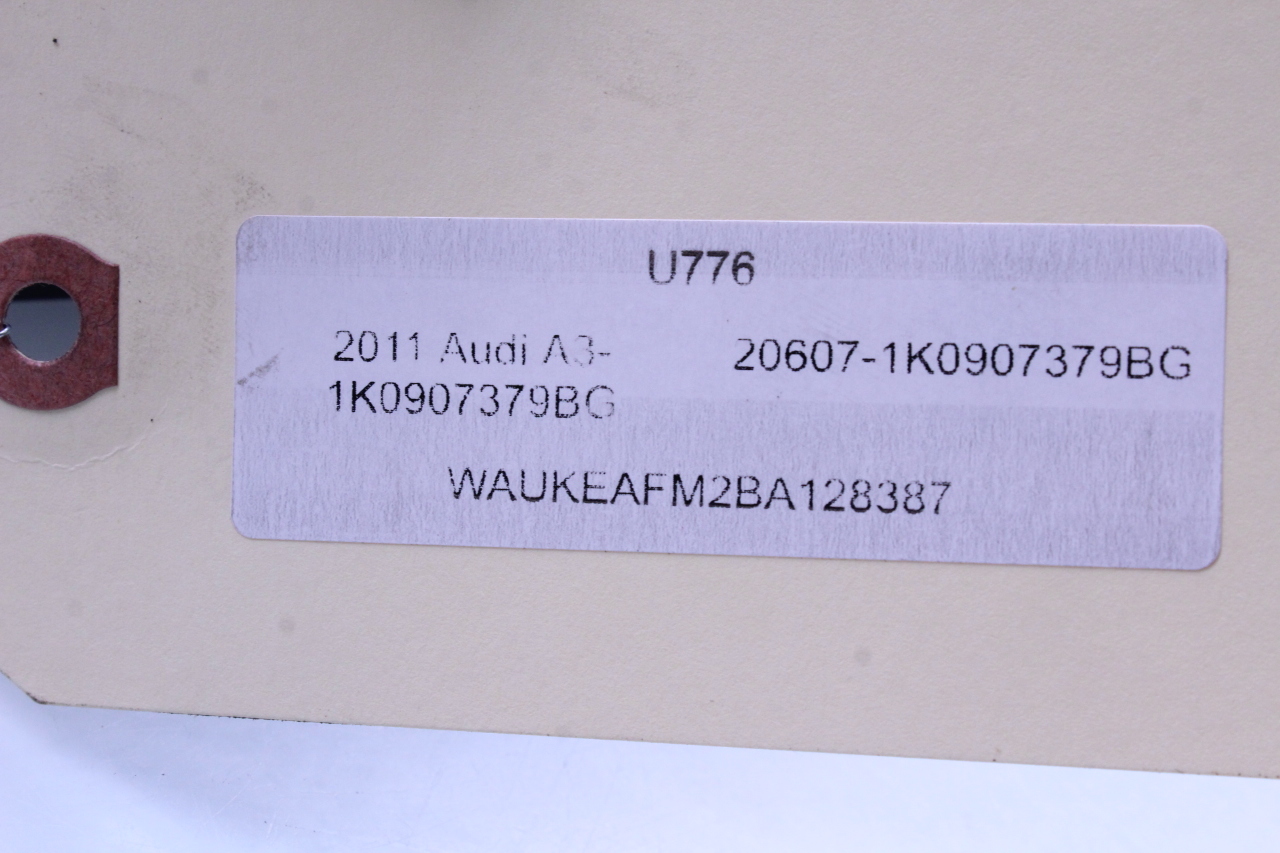 U776
2011 Audi A3-
1K0907379BG
20607-1K0907379BG
WAUKEAFM2BA128387